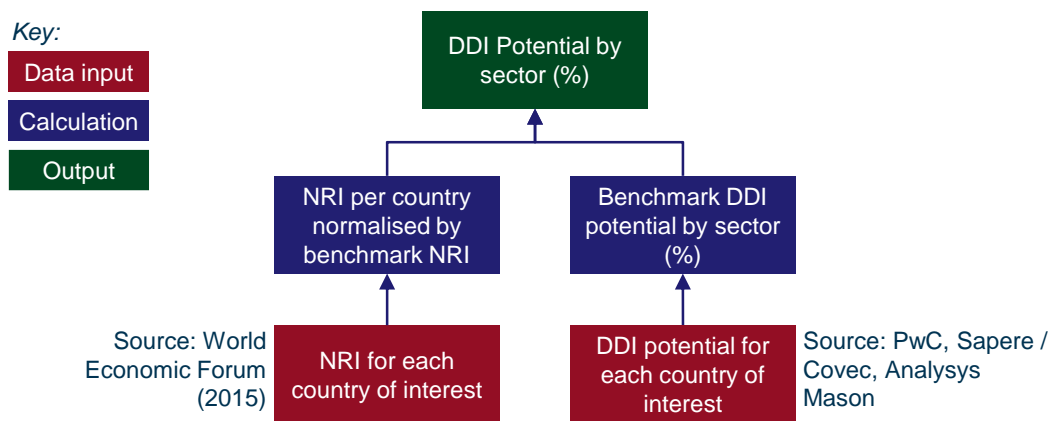 Key:
Data input
Calculation
Output
DDI Potential by
sector (%)
NRI per country
normalised by
benchmark NRI
Benchmark DDI
potential by sector
(%)
Source: World
Economic Forum
(2015)
NRI for each
country of interest
DDI potential for
each country of
interest
Source: PwC, Sapere /
Covec, Analysys
Mason